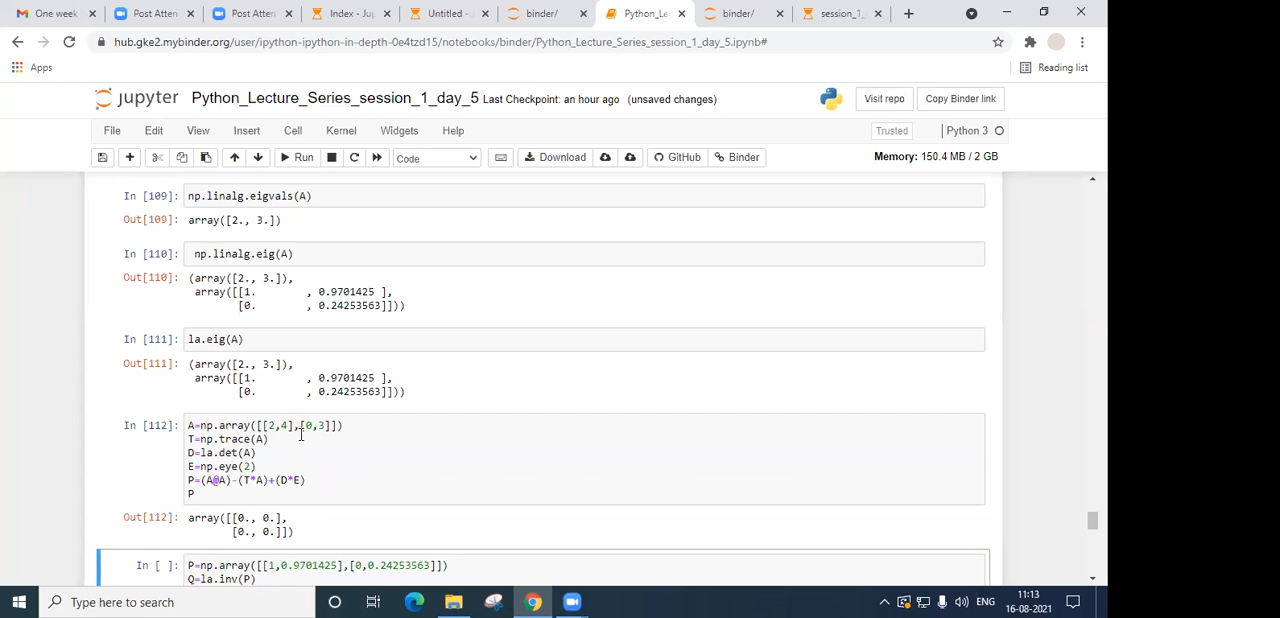 One week
Post Atten
Post Atten
Index - Ju
Untitled -
binder/
Python_Le
binder/
session_1_
hub.gke2.mybinder.org/user/ipython-ipython-in-depth-0e4tzd15/notebooks/binder/Python_Lecture_Series_session_1_day_5.ipynb#
Apps
Reading list
jupyter Python_Lecture_Series_session_1_day_5 Last Checkpoint: an hour ago (unsaved changes)
Visit repo
Copy Binder link
File Edit View Insert Cell Kernel Widgets Help
Trusted
Python 3
Run
Code
Download
GitHub
Binder
Memory: 150.4 MB / 2 GB
In [109]: np.linalg.eigvals(A)
Out[109]: array([2., 3.])
In [110]: np.linalg.eig(A)
Out[110]: (array([2., 3.]),
array([[1. , 0.9701425 ],
[0. , 0.24253563]]))
In [111]: la.eig(A)
Out[111]: (array([2., 3.]),
array([[1. , 0.9701425 ],
[0. , 0.24253563]]))
In [112]: A=np.array([[2,4],[0,3]])
T=np.trace(A)
D=la.det(A)
E=np.eye(2)
P=(A@A)-(T*A)+(D*E)
P
Out[112]: array([[0., 0.],
[0., 0.]])
In [ ]: P=np.array([[1,0.9701425],[0,0.24253563]])
Q=la.inv(P)
Type here to search
ENG
11:13
16-08-2021